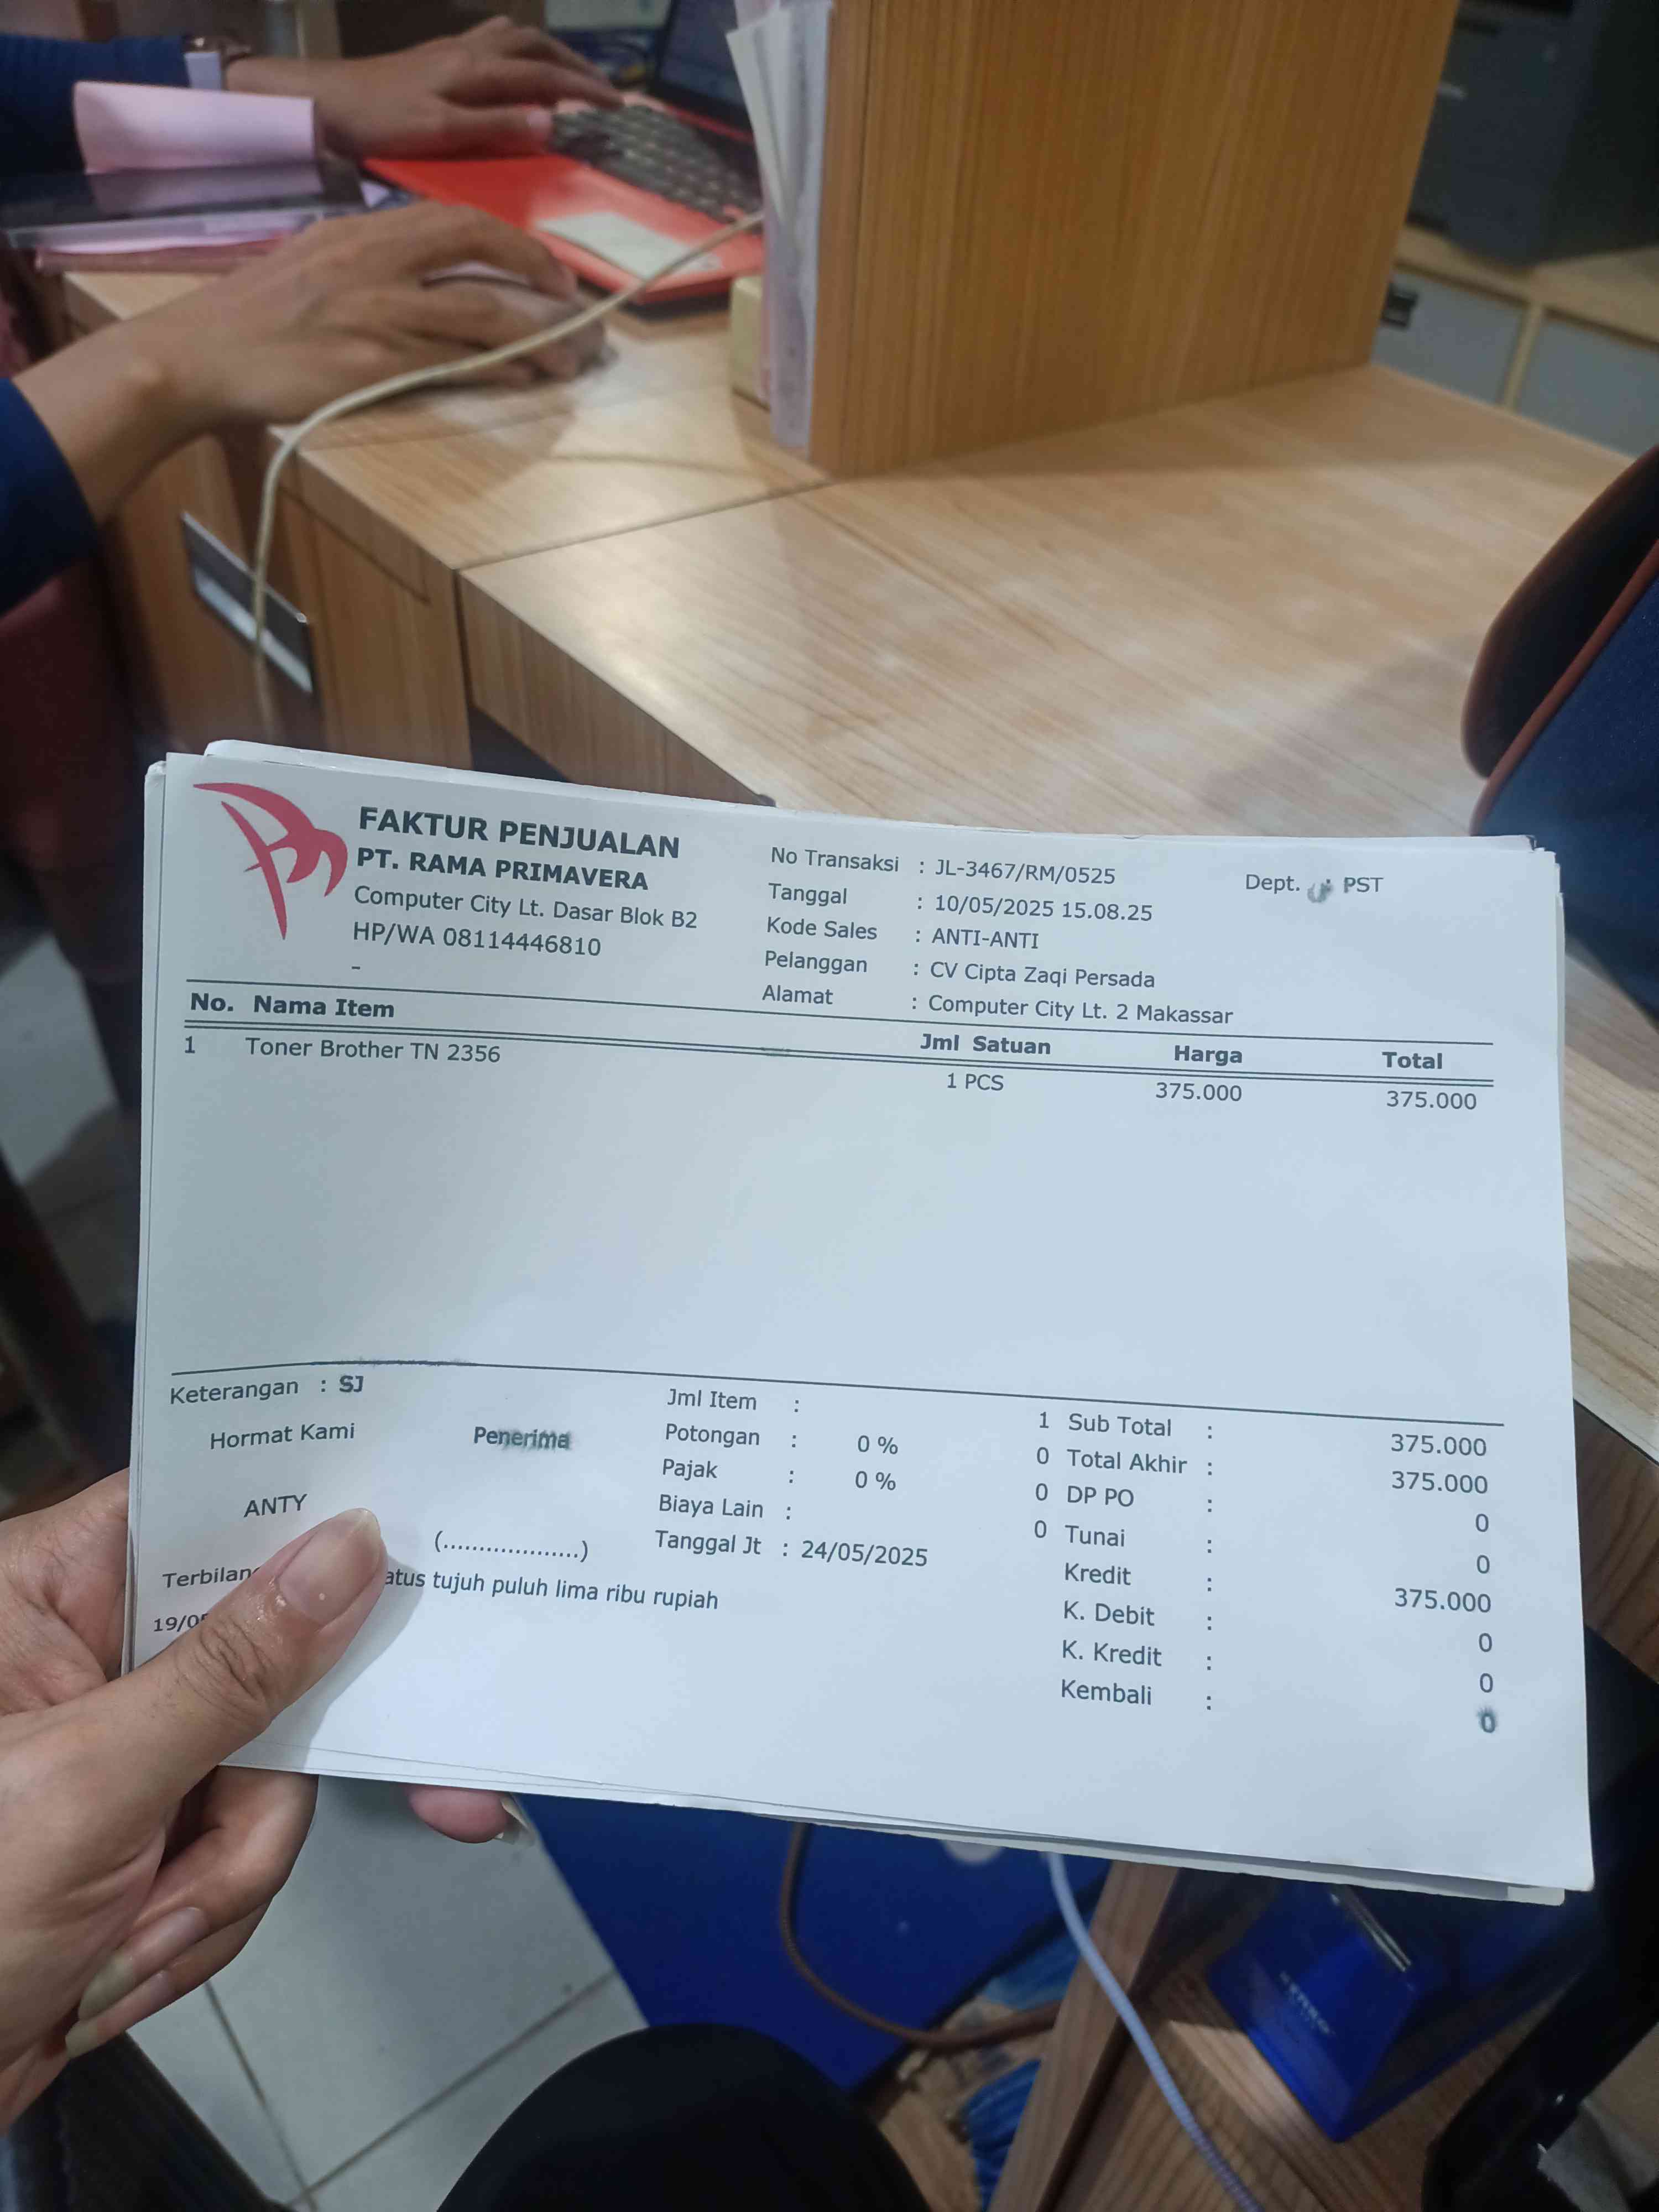 FAKTUR PENJUALAN
PT. RAMA PRIMAVERA
Computer City Lt. Dasar Blok B2
HP/WA 08114446810
-
No Transaksi : JL-3467/RM/0525
Dept. : PST
Tanggal : 10/05/2025 15.08.25
Kode Sales : ANTI-ANTI
Pelanggan : CV Cipta Zaqi Persada
Alamat : Computer City Lt. 2 Makassar
No. Nama Item Jml Satuan Harga Total
1 Toner Brother TN 2356 1 PCS 375.000 375.000
Keterangan : SJ
Hormat Kami Penerima
ANTY
(...................)
Jml Item : 1
Potongan : 0 % 0
Pajak : 0 % 0
Biaya Lain : 0
Tanggal Jt : 24/05/2025
Sub Total : 375.000
Total Akhir : 375.000
DP PO : 0
Tunai : 0
Kredit : 375.000
K. Debit : 0
K. Kredit : 0
Kembali : 0
tujuh puluh lima ribu rupiah